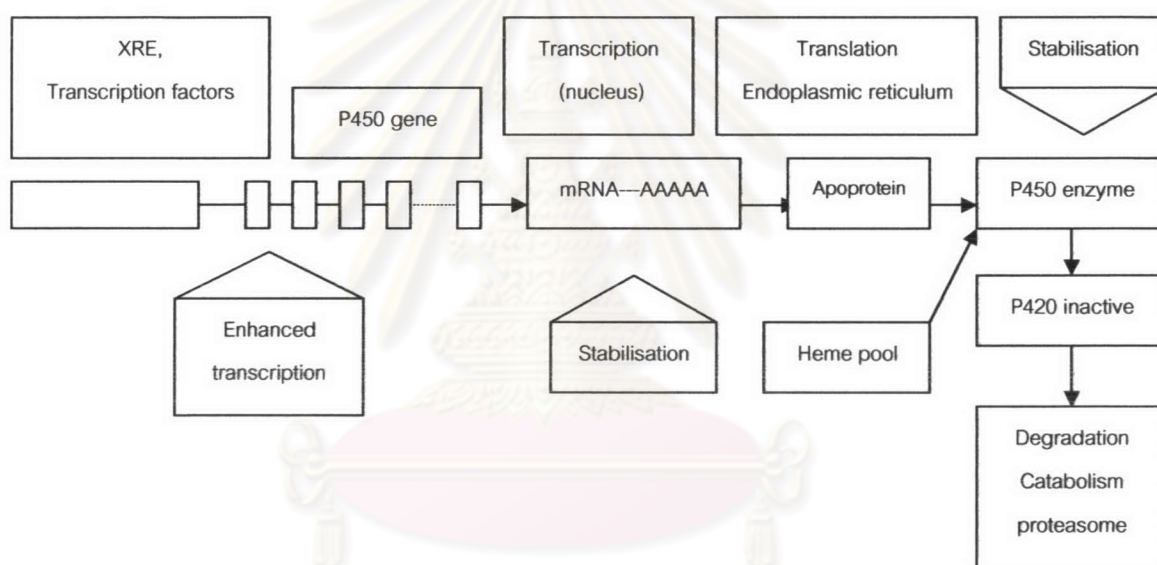 XRE,
Transcription factors
P450 gene
Transcription
(nucleus)
Translation
Endoplasmic reticulum
Stabilisation
mRNA---AAAAA
Apoprotein
P450 enzyme
Enhanced
transcription
Stabilisation
Heme pool
P420 inactive
Degradation
Catabolism
proteasome